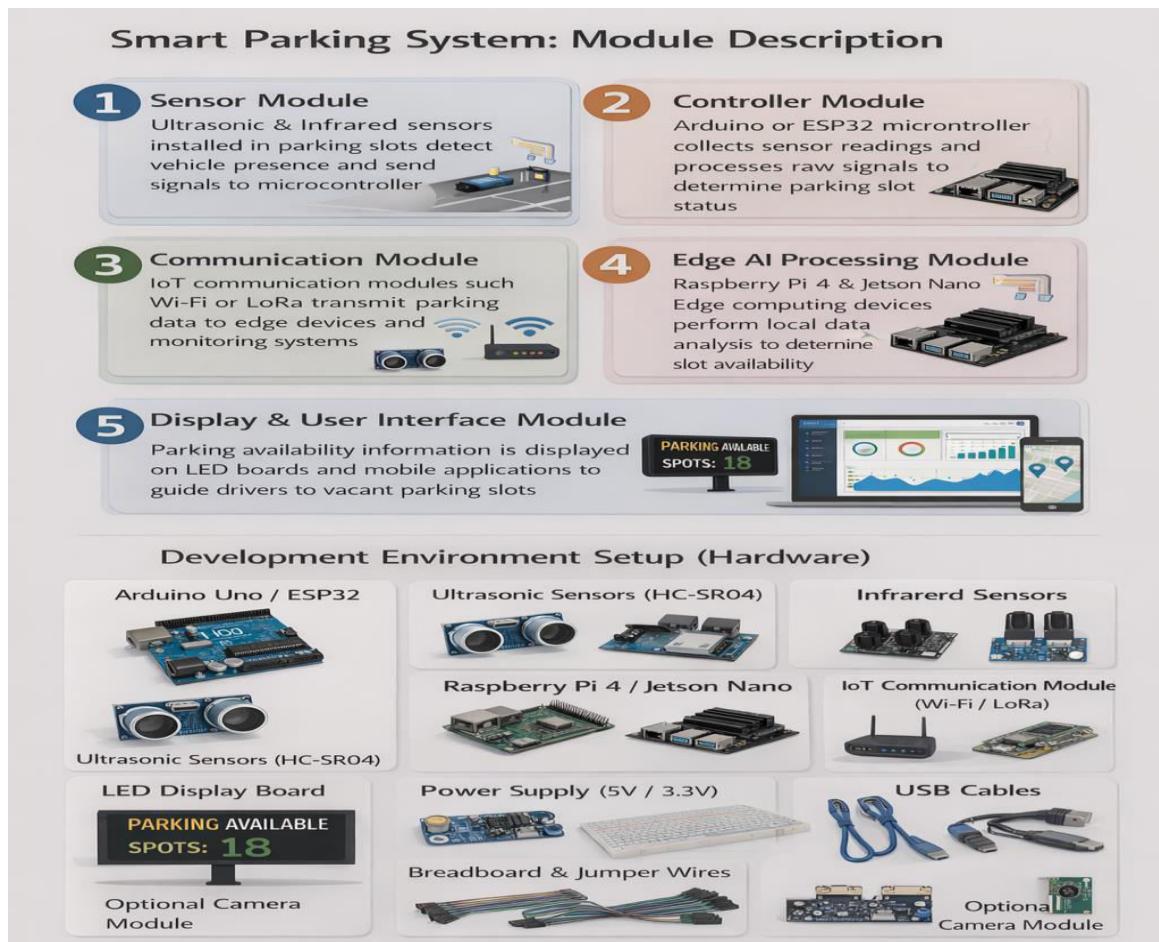 Smart Parking System: Module Description
1
Sensor Module
Ultrasonic & Infrared sensors
installed in parking slots detect
vehicle presence and send
signals to microcontroller
2
Controller Module
Arduino or ESP32 microntroller
collects sensor readings and
processes raw signals to
determine parking slot
status
3
Communication Module
IoT communication modules such
Wi-Fi or LoRa transmit parking
data to edge devices and
monitoring systems
4
Edge AI Processing Module
Raspberry Pi 4 & Jetson Nano
Edge computing devices
perform local data
analysis to deternine
slot availability
5
Display & User Interface Module
Parking availability information is displayed
on LED boards and mobile applications to
guide drivers to vacant parking slots
PARKING AVALABLE
SPOTS: 18
Development Environment Setup (Hardware)
Arduino Uno / ESP32
Ultrasonic Sensors (HC-SR04)
Ultrasonic Sensors (HC-SR04)
Infrarerd Sensors
Raspberry Pi 4 / Jetson Nano
IoT Communication Module
(Wi-Fi / LoRa)
LED Display Board
PARKING AVAILABLE
SPOTS: 18
Optional Camera
Module
Power Supply (5V / 3.3V)
Breadboard & Jumper Wires
USB Cables
Optiona
Camera Module